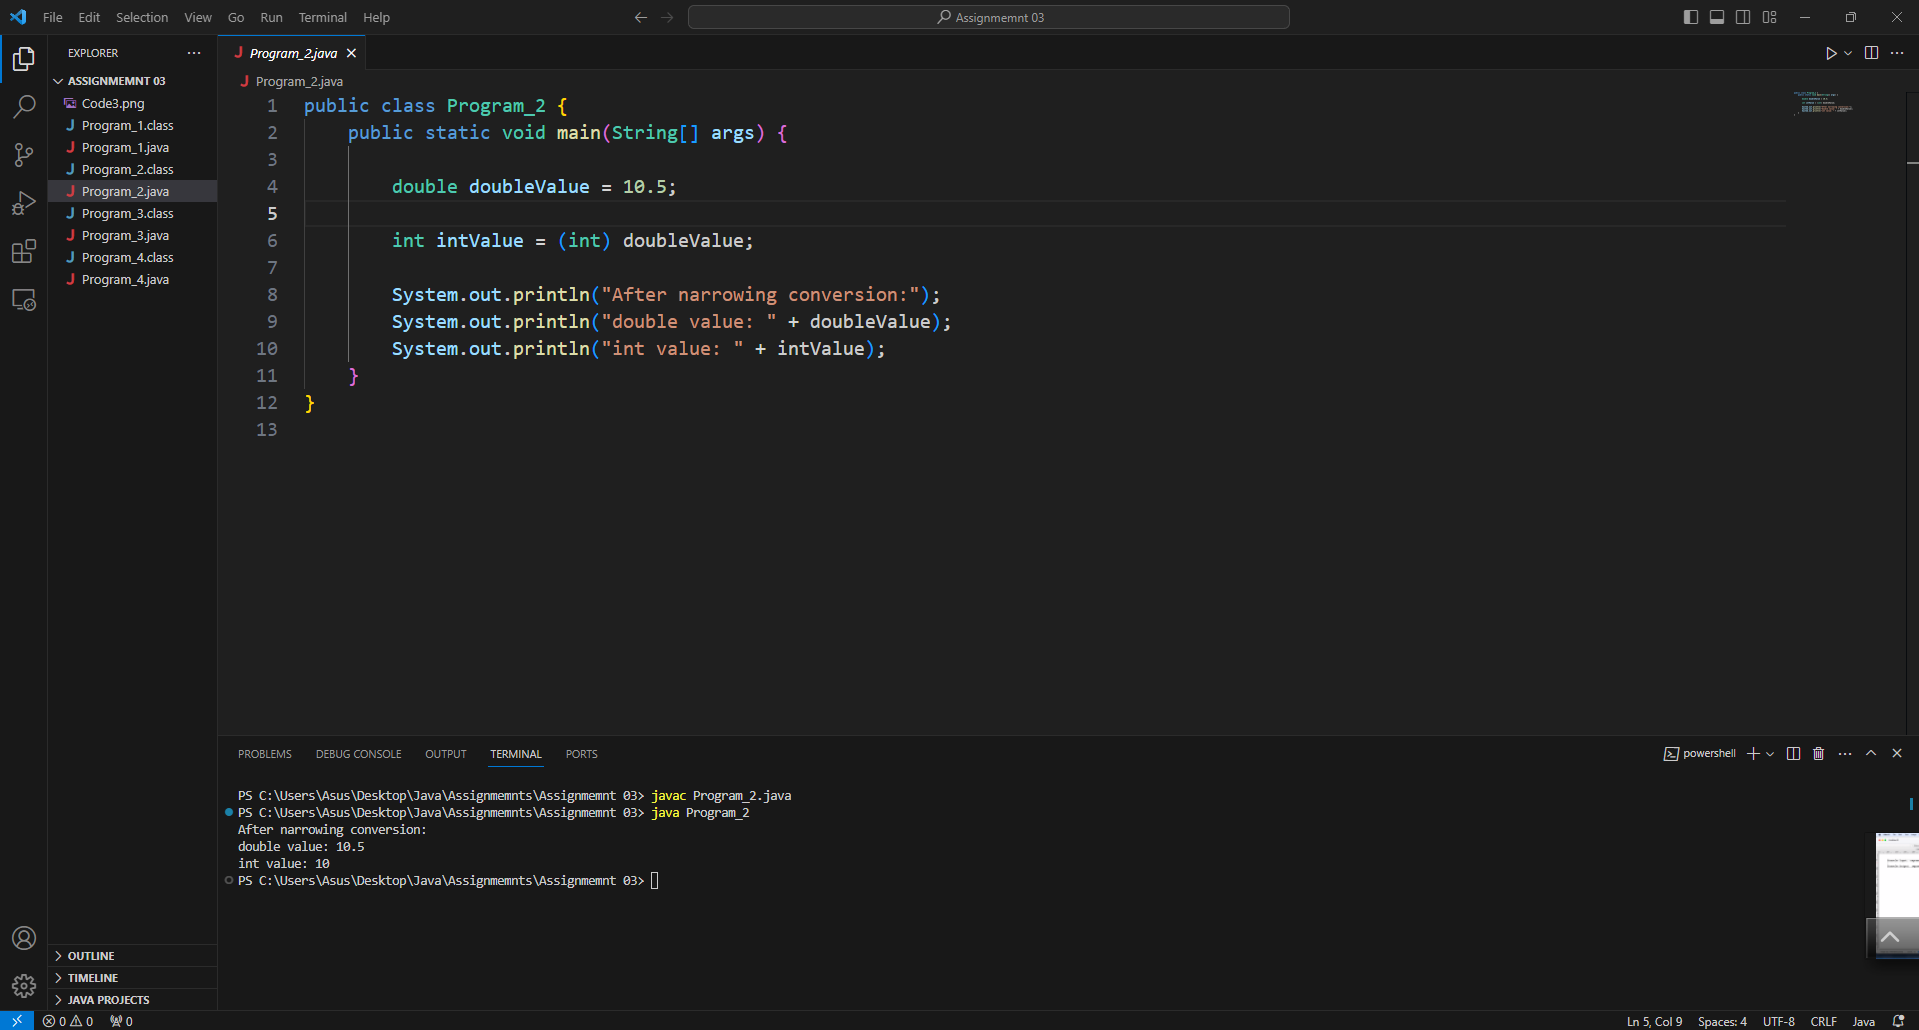 File Edit Selection View Go Run Terminal Help
Assignmemnt 03
EXPLORER
ASSIGNMEMNT 03
Code3.png
Program_1.class
Program_1.java
Program_2.class
Program_2.java
Program_3.class
Program_3.java
Program_4.class
Program_4.java
OUTLINE
TIMELINE
JAVA PROJECTS
Program_2.java
Program_2.java
1 public class Program_2 {
2 public static void main(String[] args) {
3
4 double doubleValue = 10.5;
5
6 int intValue = (int) doubleValue;
7
8 System.out.println("After narrowing conversion:");
9 System.out.println("double value: " + doubleValue);
10 System.out.println("int value: " + intValue);
11 }
12 }
13
PROBLEMS DEBUG CONSOLE OUTPUT TERMINAL PORTS
powershell
PS C:\Users\Asus\Desktop\Java\Assignmemnts\Assignmemnt 03> javac Program_2.java
PS C:\Users\Asus\Desktop\Java\Assignmemnts\Assignmemnt 03> java Program_2
After narrowing conversion:
double value: 10.5
int value: 10
PS C:\Users\Asus\Desktop\Java\Assignmemnts\Assignmemnt 03>
0 0 0
Ln 5, Col 9 Spaces: 4 UTF-8 CRLF Java